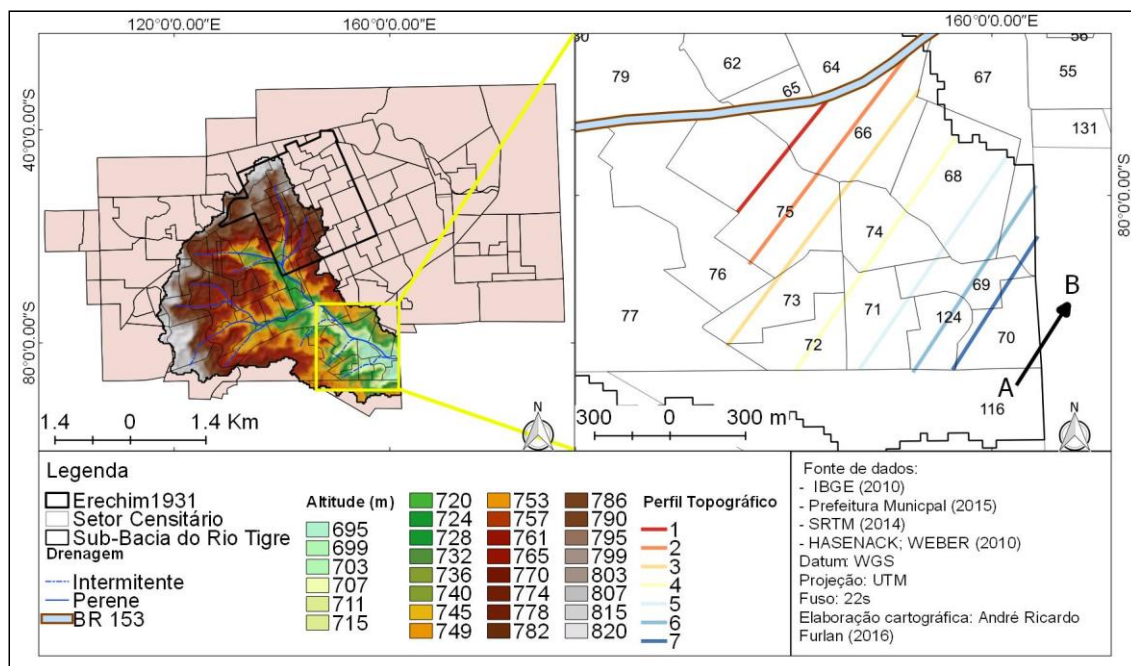 120°0'0.00"E
160°0'0.00"E
160°0'0.00"E
40°0'0.00"S
80°0'0.00"S
80°0'0.00"S
79
62
64
65
67
56
55
131
66
68
75
74
76
77
73
71
72
69
124
70
116
A
B
1.4 0 1.4 Km
N
300 0 300 m
N
Legenda
Erechim1931
Setor Censitário
Sub-Bacia do Rio Tigre
Drenagem
Intermitente
Perene
BR 153
Altitude (m)
695
699
703
707
711
715
720
724
728
732
736
740
745
749
753
757
761
765
770
774
778
782
786
790
795
799
803
807
815
820
Perfil Topográfico
1
2
3
4
5
6
7
Fonte de dados:
- IBGE (2010)
- Prefeitura Municpal (2015)
- SRTM (2014)
- HASENACK; WEBER (2010)
Datum: WGS
Projeção: UTM
Fuso: 22s
Elaboração cartográfica: André Ricardo
Furlan (2016)